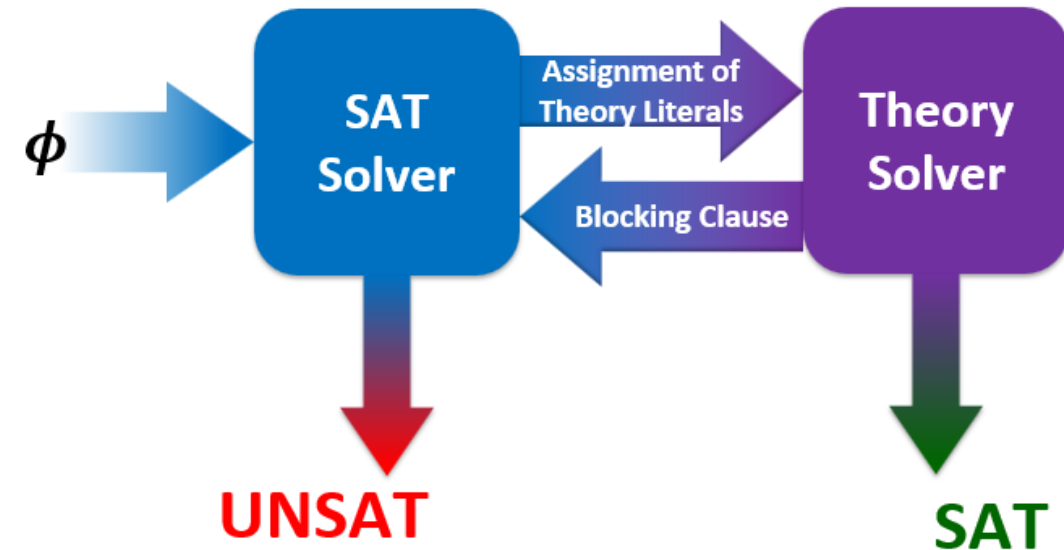 ϕ
SAT
Solver
Assignment of
Theory Literals
Blocking Clause
Theory
Solver
UNSAT
SAT